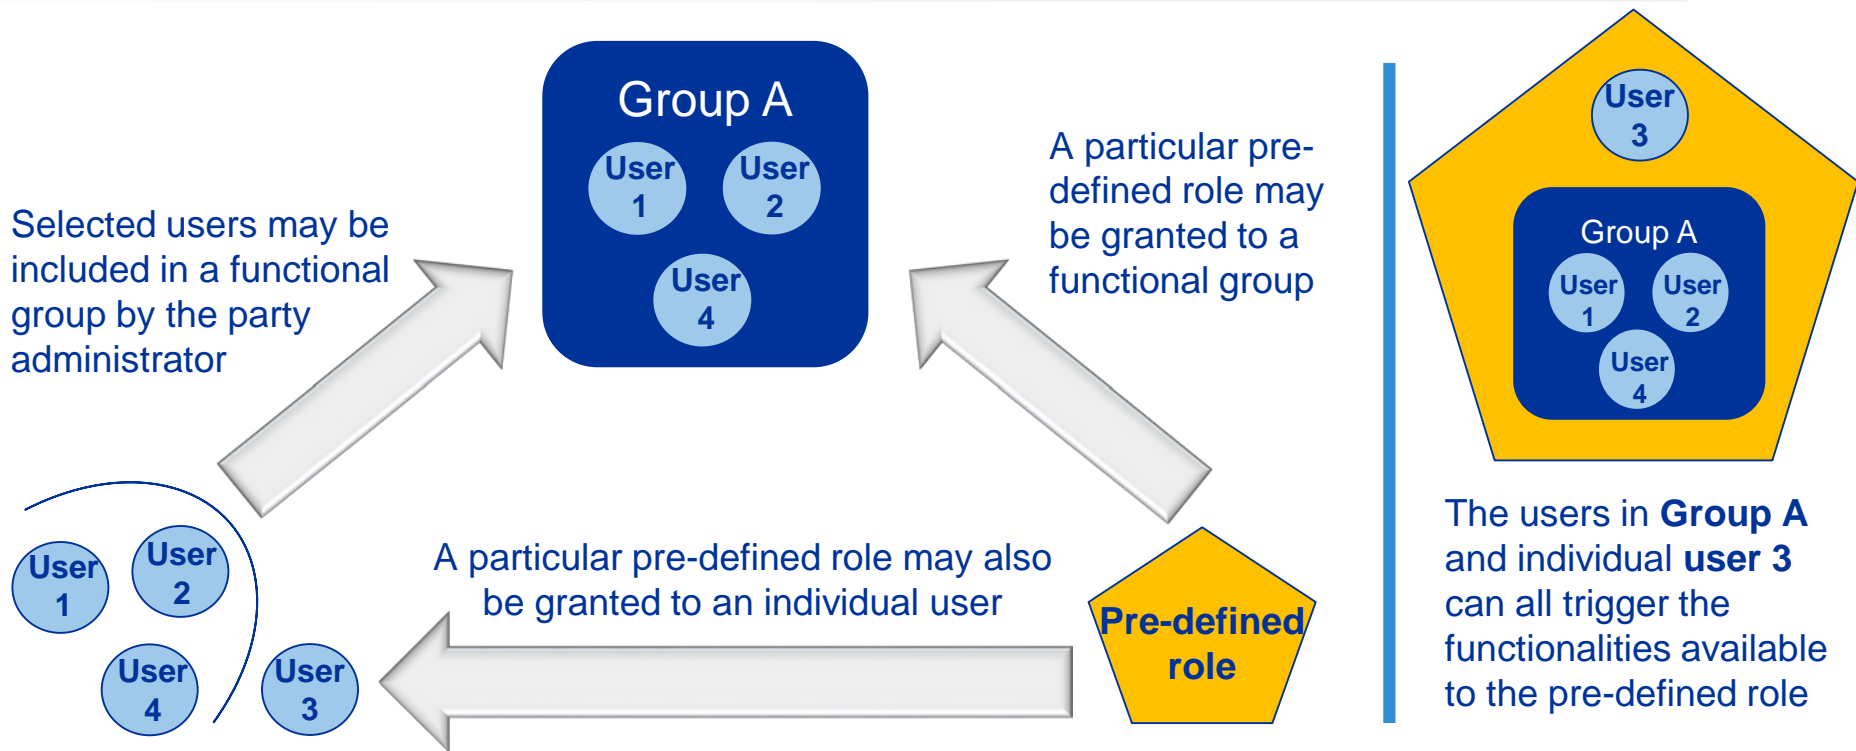 Group A
User
1
User
2
User
4
Selected users may be
included in a functional
group by the party
administrator
A particular pre-
defined role may
be granted to a
functional group
User
1
User
2
User
4
User
3
A particular pre-defined role may also
be granted to an individual user
Pre-defined
role
User
3
Group A
User
1
User
2
User
4
The users in Group A
and individual user 3
can all trigger the
functionalities available
to the pre-defined role